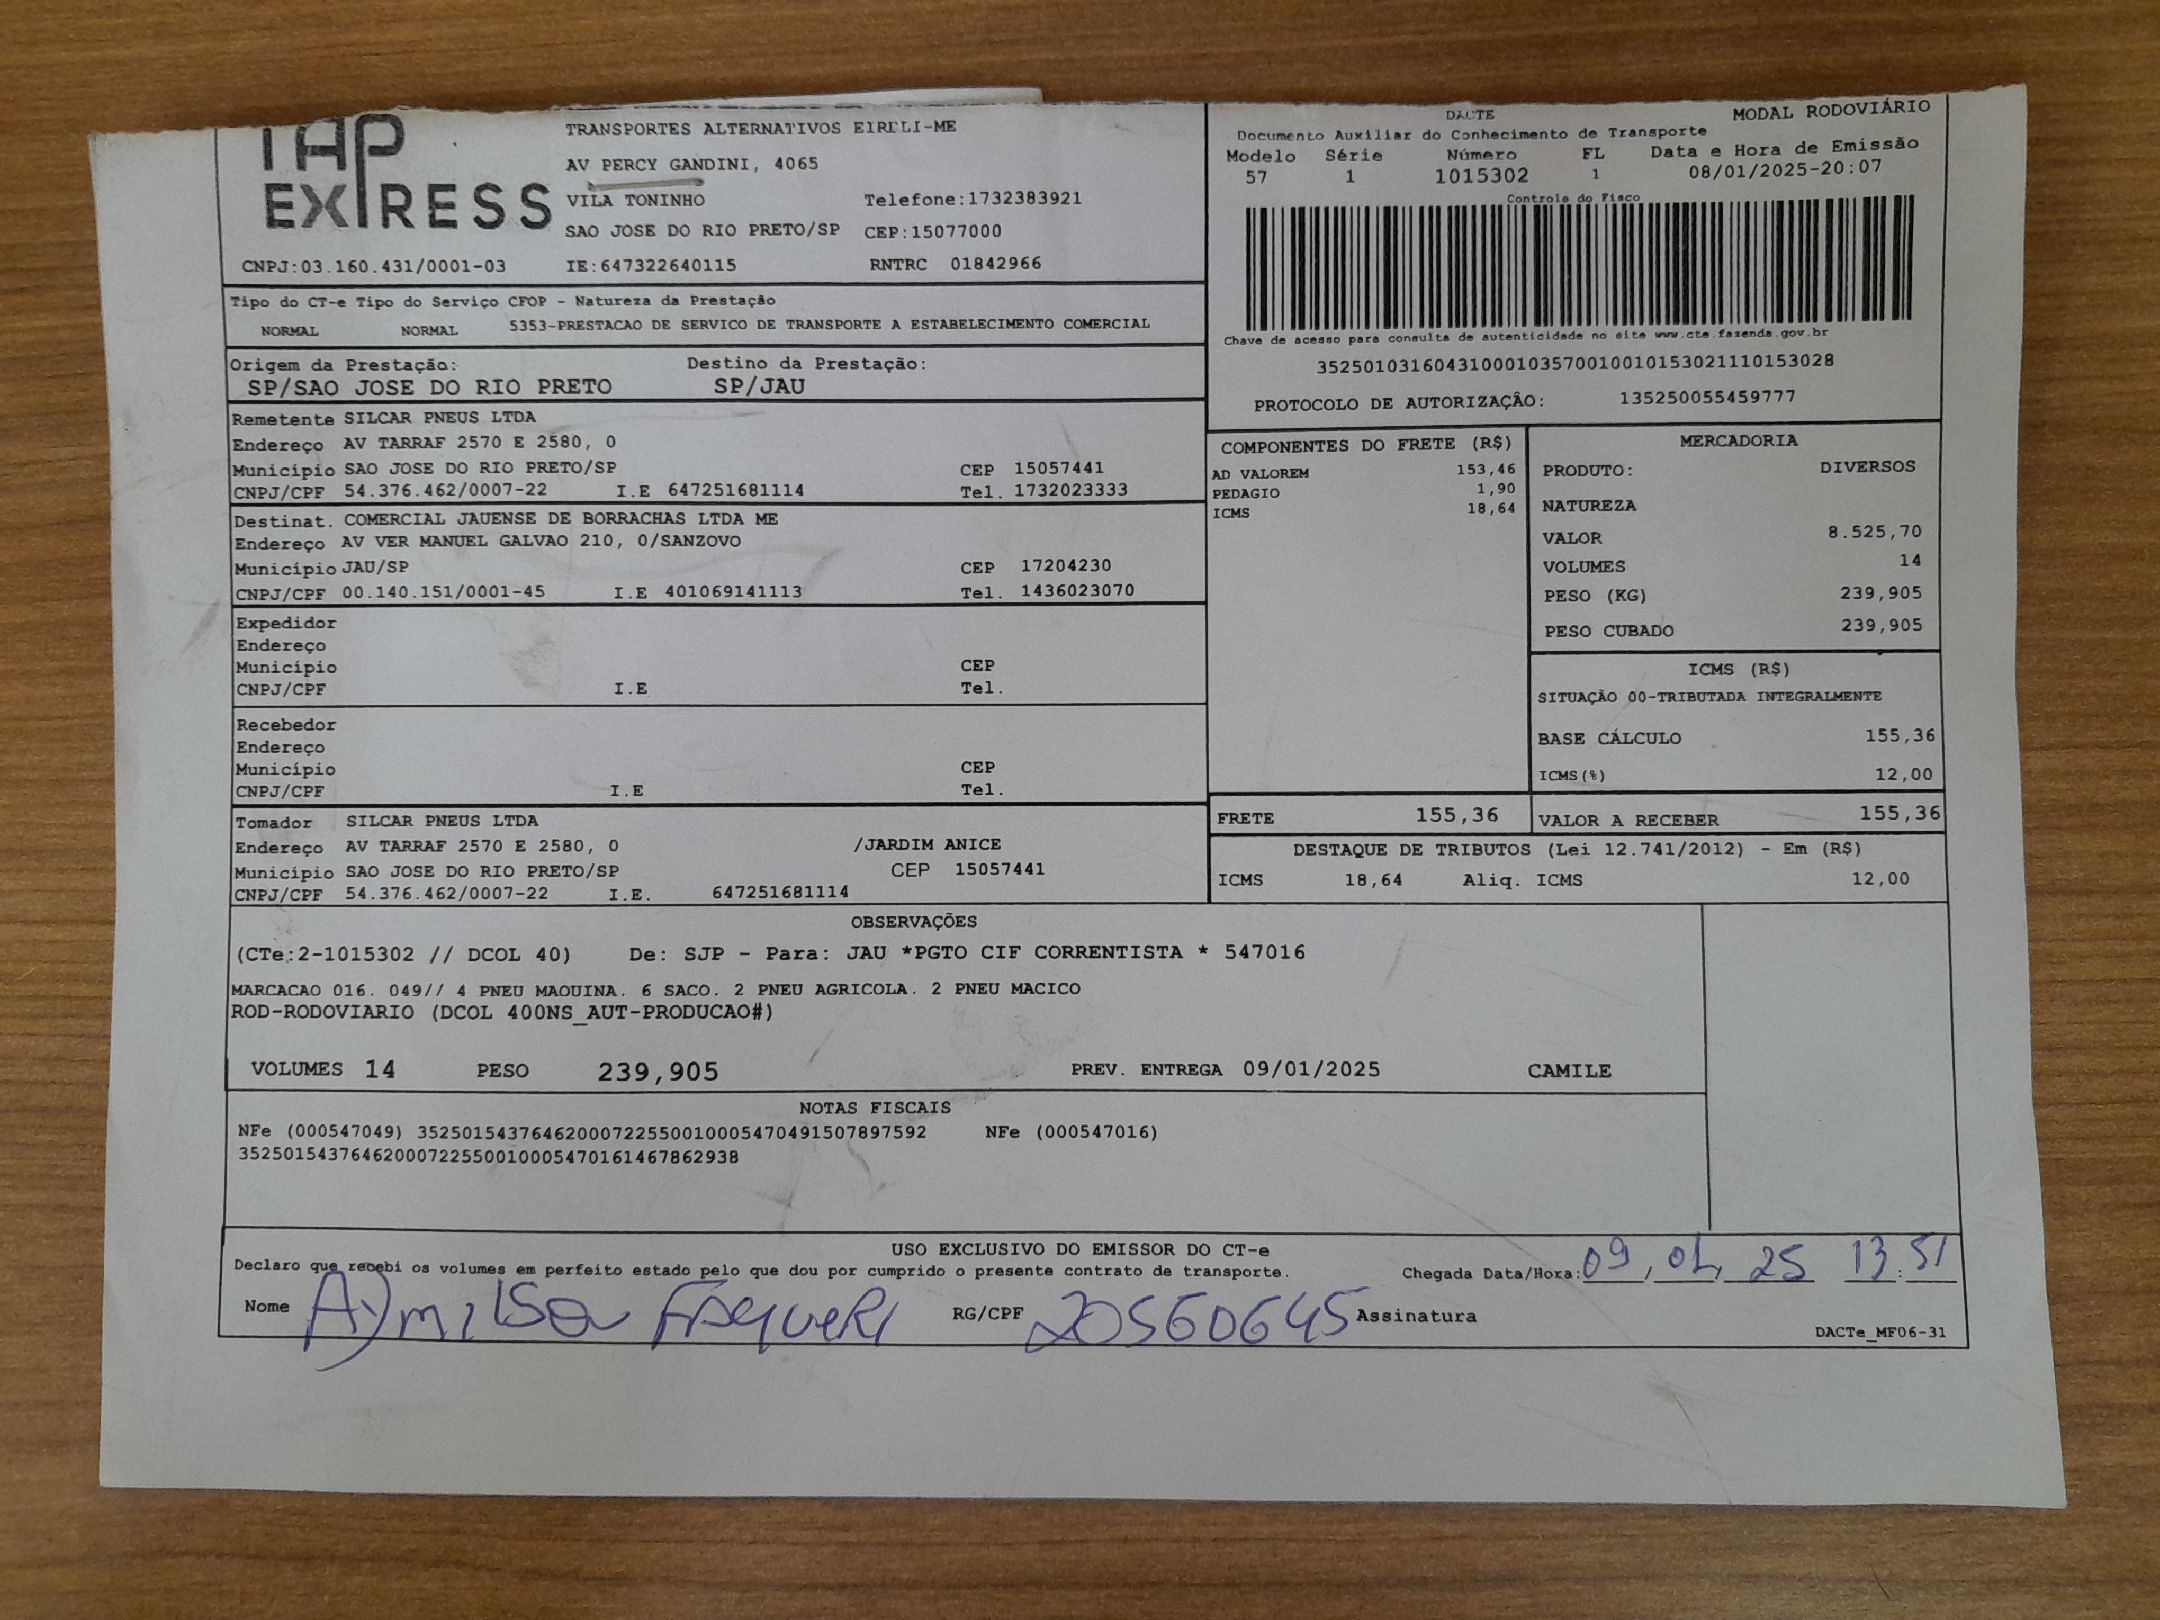 TAP
EXPRESS
TRANSPORTES ALTERNATIVOS EIRELI-ME
AV PERCY GANDINI, 4065
VILA TONINHO Telefone:1732383921
SAO JOSE DO RIO PRETO/SP CEP:15077000
CNPJ:03.160.431/0001-03 IE:647322640115 RNTRC 01842966
DACTE MODAL RODOVIÁRIO
Documento Auxiliar do Conhecimento de Transporte
Modelo Série Número FL Data e Hora de Emissão
57 1 1015302 1 08/01/2025-20:07
Controle do Fisco
Chave de acesso para consulta de autenticidade no site www.cte.fazenda.gov.br
35250103160431000103570010010153021110153028
PROTOCOLO DE AUTORIZAÇÃO: 135250055459777
Tipo do CT-e Tipo do Serviço CFOP - Natureza da Prestação
NORMAL NORMAL 5353-PRESTACAO DE SERVICO DE TRANSPORTE A ESTABELECIMENTO COMERCIAL
Origem da Prestação: Destino da Prestação:
SP/SAO JOSE DO RIO PRETO SP/JAU
Remetente SILCAR PNEUS LTDA
Endereço AV TARRAF 2570 E 2580, 0
Município SAO JOSE DO RIO PRETO/SP CEP 15057441
CNPJ/CPF 54.376.462/0007-22 I.E 647251681114 Tel. 1732023333
Destinat. COMERCIAL JAUENSE DE BORRACHAS LTDA ME
Endereço AV VER MANUEL GALVAO 210, 0/SANZOVO
Município JAU/SP CEP 17204230
CNPJ/CPF 00.140.151/0001-45 I.E 401069141113 Tel. 1436023070
Expedidor
Endereço
Município CEP
CNPJ/CPF I.E Tel.
Recebedor
Endereço
Município CEP
CNPJ/CPF I.E Tel.
Tomador SILCAR PNEUS LTDA
Endereço AV TARRAF 2570 E 2580, 0 /JARDIM ANICE
Município SAO JOSE DO RIO PRETO/SP CEP 15057441
CNPJ/CPF 54.376.462/0007-22 I.E. 647251681114
COMPONENTES DO FRETE (R$)
AD VALOREM 153,46
PEDAGIO 1,90
ICMS 18,64
MERCADORIA
PRODUTO: DIVERSOS
NATUREZA
VALOR 8.525,70
VOLUMES 14
PESO (KG) 239,905
PESO CUBADO 239,905
ICMS (R$)
SITUAÇÃO 00-TRIBUTADA INTEGRALMENTE
BASE CÁLCULO 155,36
ICMS(%) 12,00
FRETE 155,36 VALOR A RECEBER 155,36
DESTAQUE DE TRIBUTOS (Lei 12.741/2012) - Em (R$)
ICMS 18,64 Aliq. ICMS 12,00
OBSERVAÇÕES
(CTe:2-1015302 // DCOL 40) De: SJP - Para: JAU *PGTO CIF CORRENTISTA * 547016
MARCACAO 016. 049// 4 PNEU MAQUINA. 6 SACO. 2 PNEU AGRICOLA. 2 PNEU MACICO
ROD-RODOVIARIO (DCOL 400NS_AUT-PRODUCAO#)
VOLUMES 14 PESO 239,905 PREV. ENTREGA 09/01/2025 CAMILE
NOTAS FISCAIS
NFe (000547049) 35250154376462000722550010005470491507897592 NFe (000547016)
35250154376462000722550010005470161467862938
USO EXCLUSIVO DO EMISSOR DO CT-e
Declaro que recebi os volumes em perfeito estado pelo que dou por cumprido o presente contrato de transporte. Chegada Data/Hora: 09, 01, 25 13:51
Nome RG/CPF 20560645 Assinatura
DACTe_MF06-31